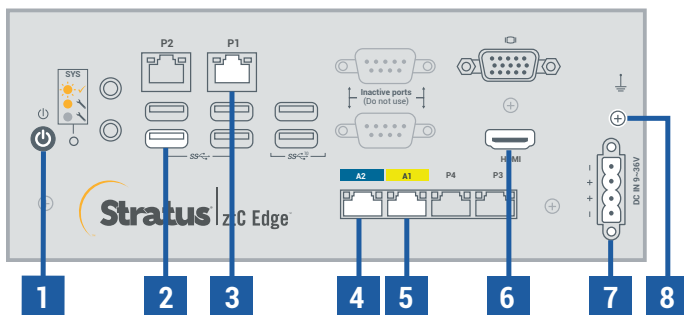 P2
P1
SYS
Inactive ports
(Do not use)
SS
SS
HDMI
A2
A1
P4
P3
DC IN 9~36V
−
+
+
−
Stratus ztC Edge
1
2
3
4
5
6
7
8